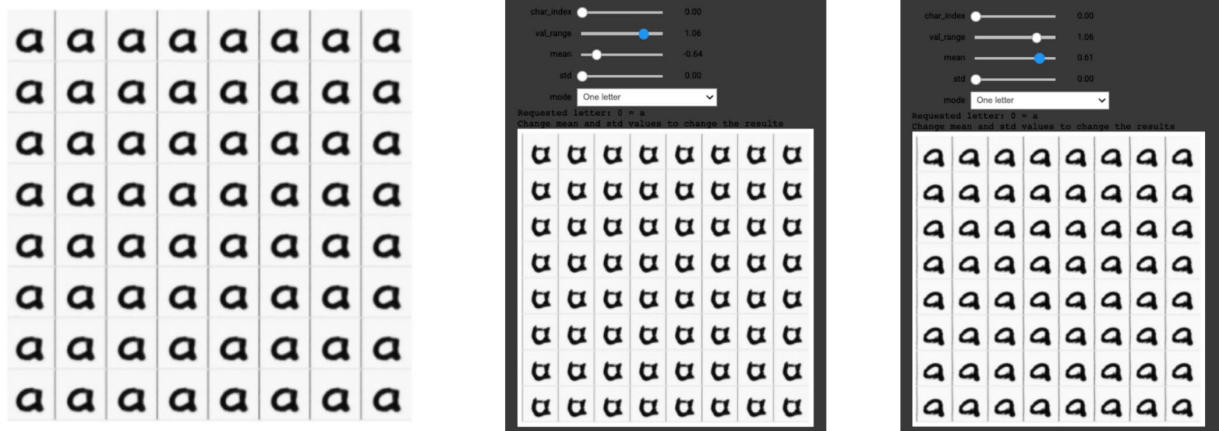 a a a a a a a a
a a a a a a a a
a a a a a a a a
a a a a a a a a
a a a a a a a a
a a a a a a a a
a a a a a a a a
a a a a a a a a
char_index 0.00
val_range 1.06
mean -0.64
std 0.00
mode One letter
Requested letter: 0 = a
Change mean and std values to change the results
a a a a a a a a
a a a a a a a a
a a a a a a a a
a a a a a a a a
a a a a a a a a
a a a a a a a a
a a a a a a a a
a a a a a a a a
char_index 0.00
val_range 1.06
mean 0.61
std 0.00
mode One letter
Requested letter: 0 = a
Change mean and std values to change the results
a a a a a a a a
a a a a a a a a
a a a a a a a a
a a a a a a a a
a a a a a a a a
a a a a a a a a
a a a a a a a a
a a a a a a a a